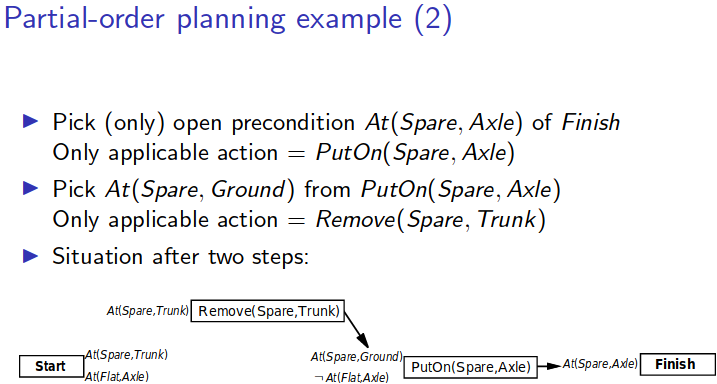 Partial-order planning example (2)
Pick (only) open precondition At(Spare, Axle) of Finish
Only applicable action = PutOn(Spare, Axle)
Pick At(Spare, Ground) from PutOn(Spare, Axle)
Only applicable action = Remove(Spare, Trunk)
Situation after two steps:
At(Spare,Trunk) Remove(Spare,Trunk)
Start
At(Spare,Trunk)
At(Flat,Axle)
At(Spare,Ground)
¬ At(Flat,Axle)
PutOn(Spare,Axle)
At(Spare,Axle) Finish